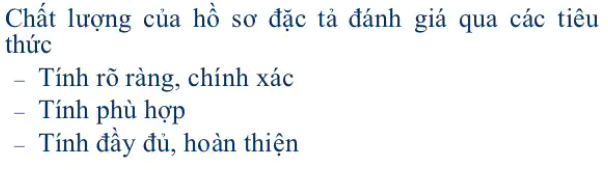 Chất lượng của hồ sơ đặc tả đánh giá qua các tiêu
thức
– Tính rõ ràng, chính xác
– Tính phù hợp
– Tính đầy đủ, hoàn thiện